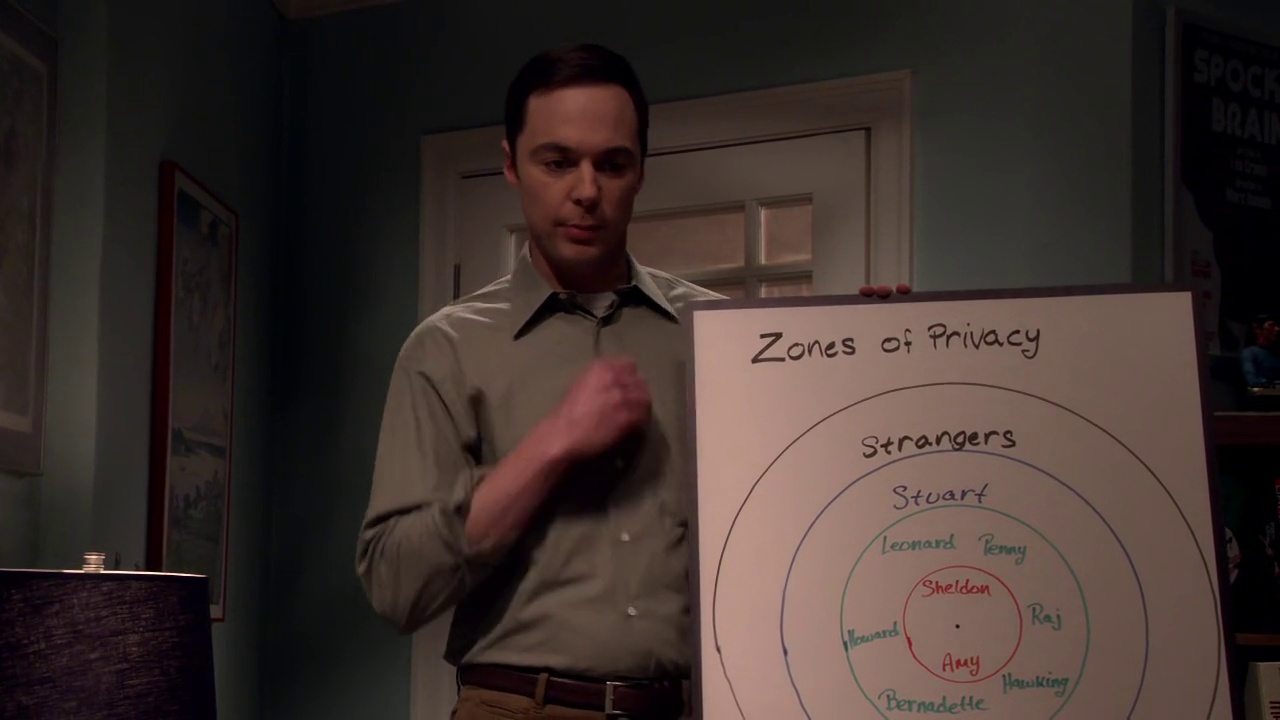 SPOCK
BRAIN
Zones of Privacy
Strangers
Stuart
Leonard Penny
Sheldon
Raj
Howard
Amy
Hawking
Bernadette